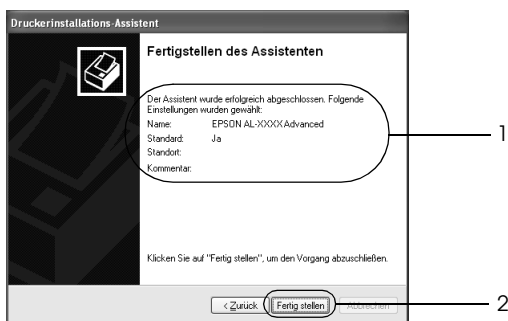 Druckerinstallations-Assistent
Fertigstellen des Assistenten
Der Assistent wurde erfolgreich abgeschlossen. Folgende
Einstellungen wurden gewählt:
Name: EPSON AL-XXXX Advanced
Standard: Ja
Standort:
Kommentar:
1
Klicken Sie auf "Fertig stellen", um den Vorgang abzuschließen.
< Zurück Fertig stellen Abbrechen
2